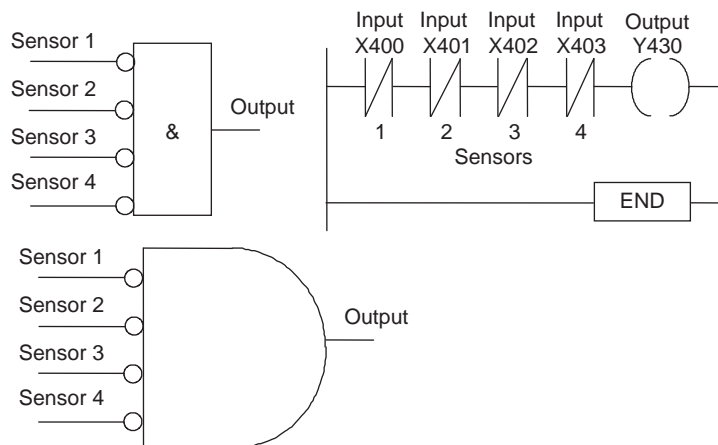 Sensor 1
Sensor 2
Sensor 3
Sensor 4
&
Output
Input Input Input Input Output
X400 X401 X402 X403 Y430
1 2 3 4
Sensors
END
Sensor 1
Sensor 2
Sensor 3
Sensor 4
Output